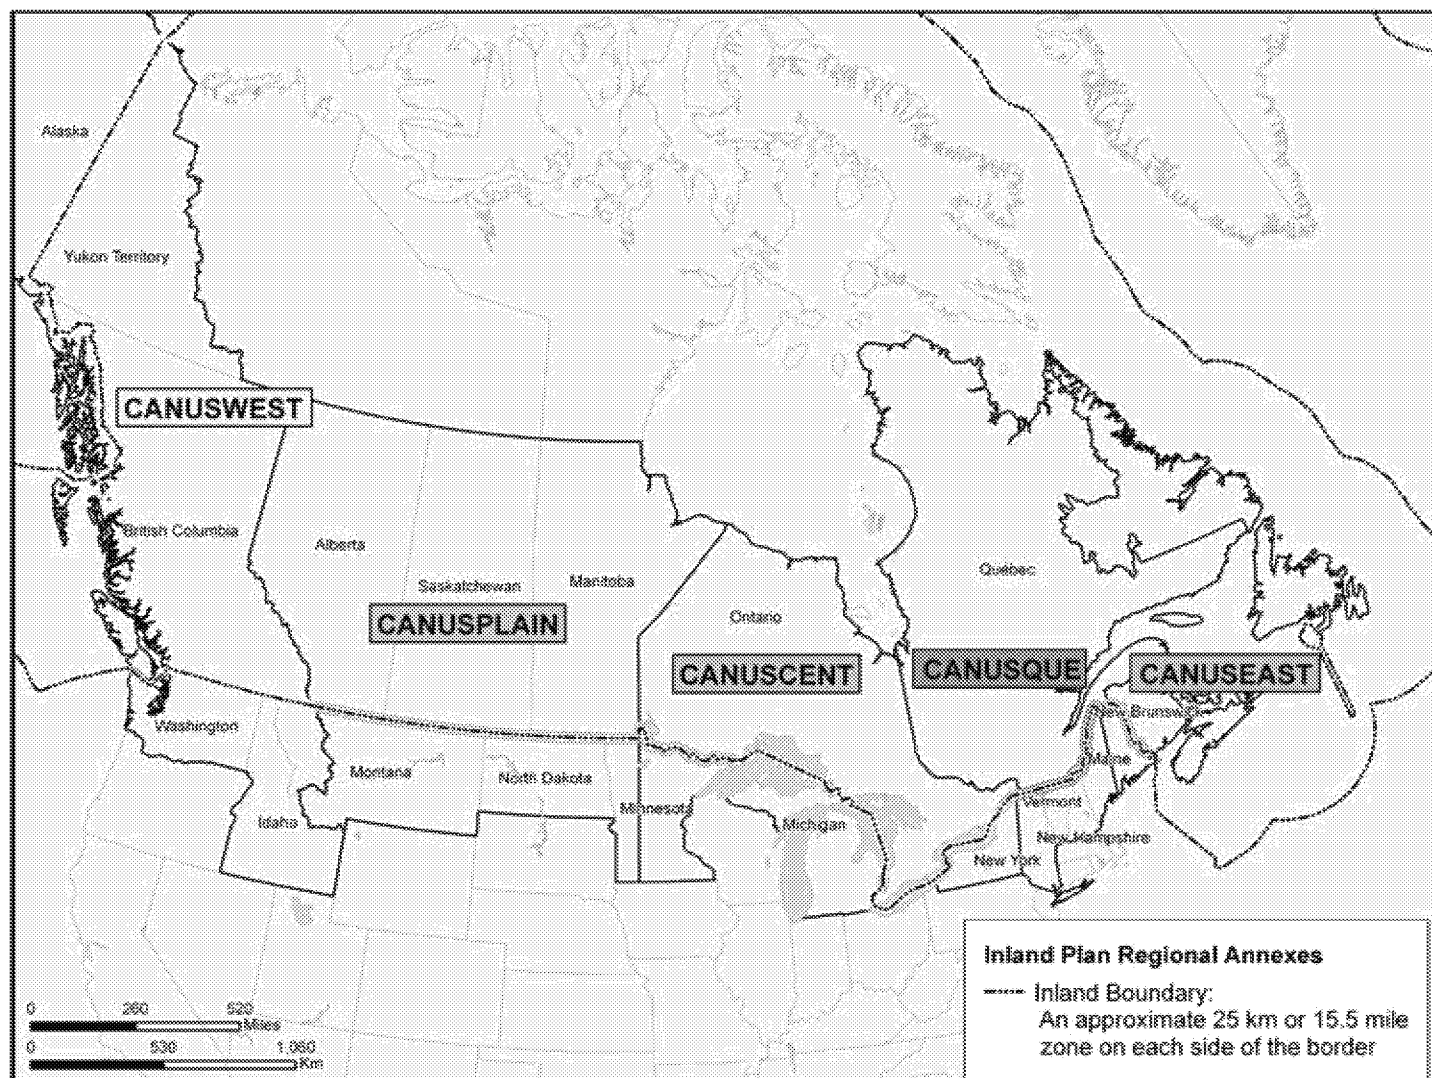 Alaska
Yukon Territory
CANUSWEST
British Columbia
Alberta
Saskatchewan
Manitoba
Québec
CANUSPLAIN
Ontario
CANUSCENT
CANUSQUE
CANUSEAST
Washington
New Brunswick
Montana
North Dakota
Maine
Idaho
Minnesota
Michigan
Vermont
New Hampshire
New York
Inland Plan Regional Annexes
Inland Boundary:
An approximate 25 km or 15.5 mile
zone on each side of the border
0 260 520
Miles
0 530 1,060
Km